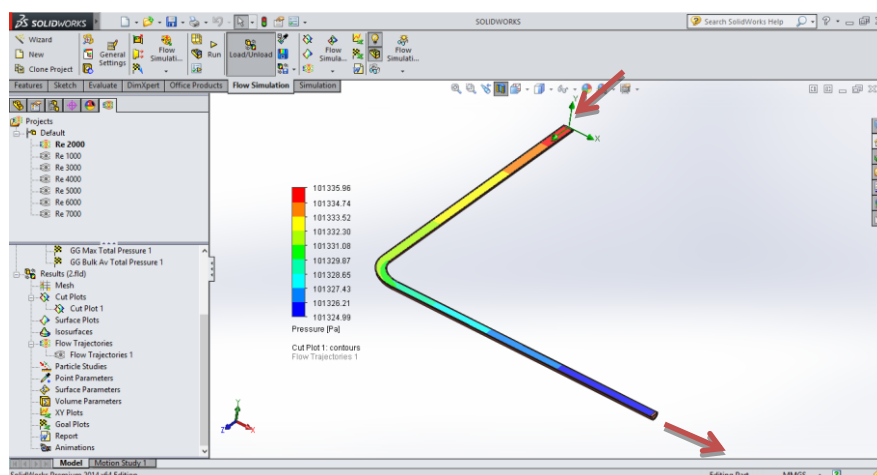 SOLIDWORKS
SOLIDWORKS
Search SolidWorks Help
Wizard
New
Clone Project
General Settings
Flow Simulati...
Run
Load/Unload
Flow Simula...
Flow Simulati...
Features Sketch Evaluate DimXpert Office Products Flow Simulation Simulation
Projects
Default
Re 2000
Re 1000
Re 3000
Re 4000
Re 5000
Re 6000
Re 7000
GG Max Total Pressure 1
GG Bulk Av Total Pressure 1
Results (2.fld)
Mesh
Cut Plots
Cut Plot 1
Surface Plots
Isosurfaces
Flow Trajectories
Flow Trajectories 1
Particle Studies
Point Parameters
Surface Parameters
Volume Parameters
XY Plots
Goal Plots
Report
Animations
101335.96
101334.74
101333.52
101332.30
101331.08
101329.87
101328.65
101327.43
101326.21
101324.99
Pressure [Pa]
Cut Plot 1: contours
Flow Trajectories 1
Y
X
Y
Z
X
Model Motion Study 1
SolidWorks Premium 2014 x64 Edition
Editing Part
MMGS